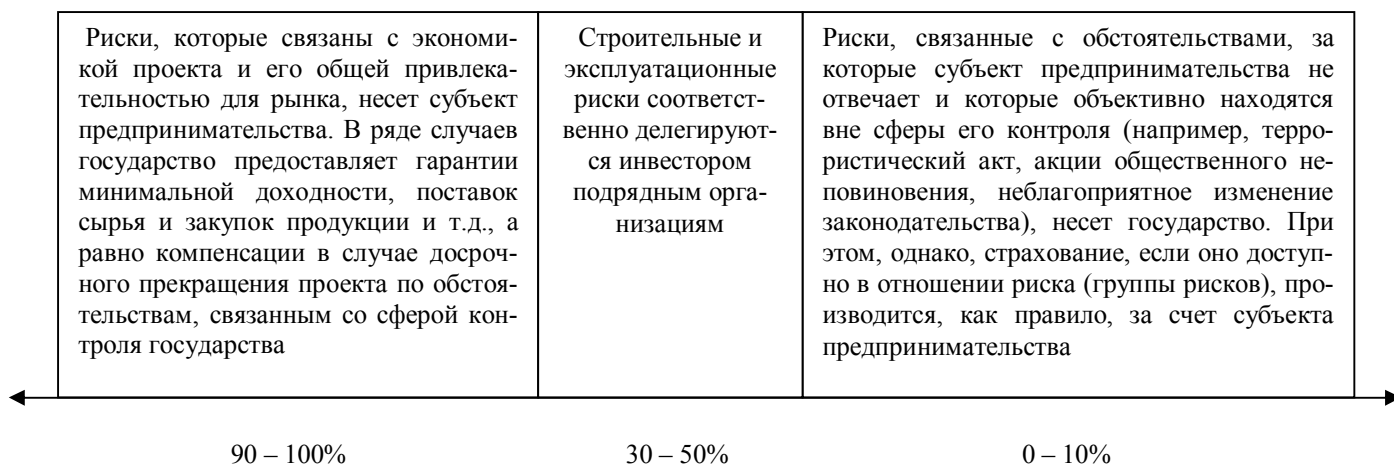 Риски, которые связаны с экономи-
кой проекта и его общей привлека-
тельностью для рынка, несет субъект
предпринимательства. В ряде случаев
государство предоставляет гарантии
минимальной доходности, поставок
сырья и закупок продукции и т.д., а
равно компенсации в случае досроч-
ного прекращения проекта по обстоя-
тельствам, связанным со сферой кон-
троля государства
Строительные и
эксплуатационные
риски соответст-
венно делегируют-
ся инвестором
подрядным орга-
низациям
Риски, связанные с обстоятельствами, за
которые субъект предпринимательства не
отвечает и которые объективно находятся
вне сферы его контроля (например, терро-
ристический акт, акции общественного не-
повиновения, неблагоприятное изменение
законодательства), несет государство. При
этом, однако, страхование, если оно доступ-
но в отношении риска (группы рисков), про-
изводится, как правило, за счет субъекта
предпринимательства
90 – 100%
30 – 50%
0 – 10%